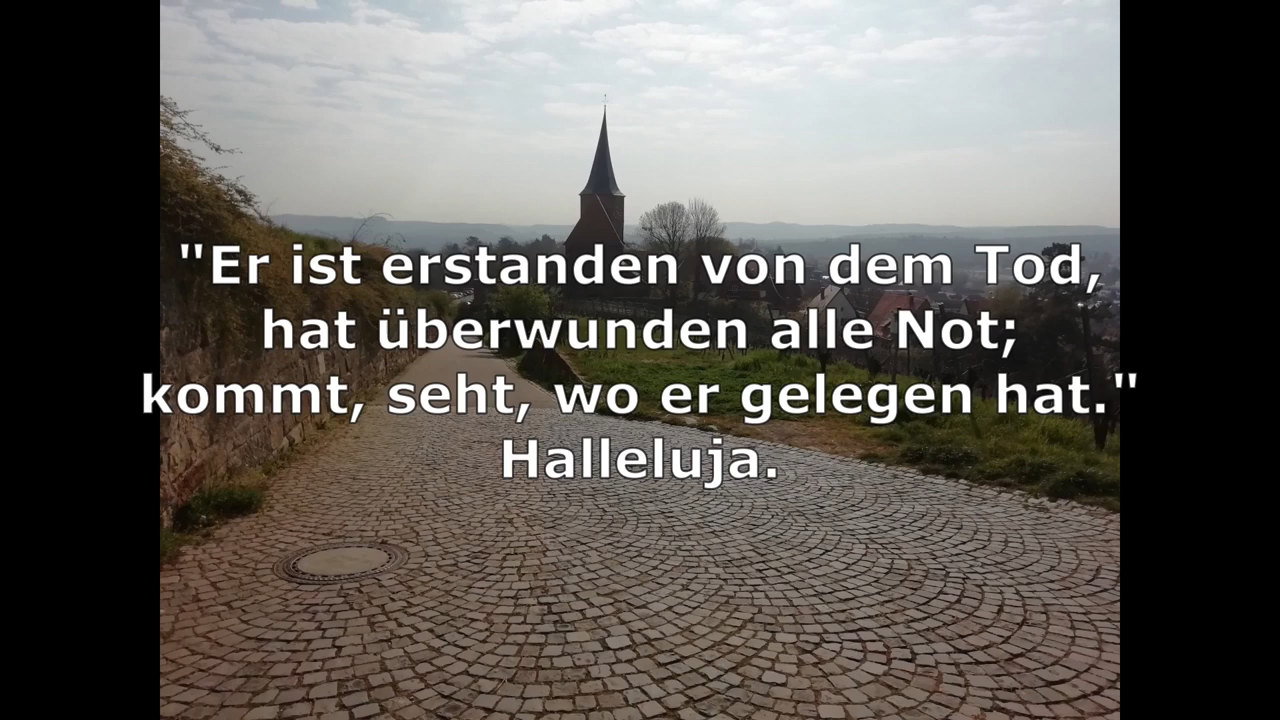 "Er ist erstanden von dem Tod,
hat überwunden alle Not;
kommt, seht, wo er gelegen hat."
Halleluja.